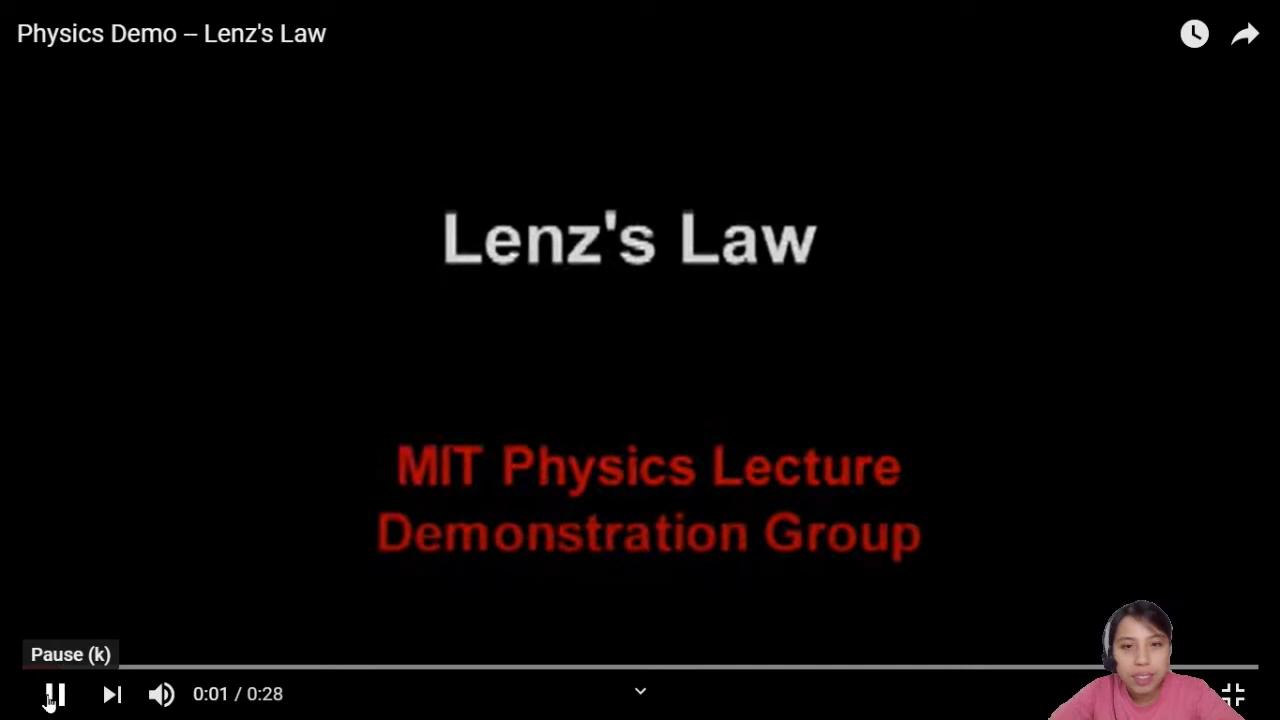 Physics Demo – Lenz's Law
Lenz's Law
MIT Physics Lecture
Demonstration Group
Pause (k)
0:01 / 0:28